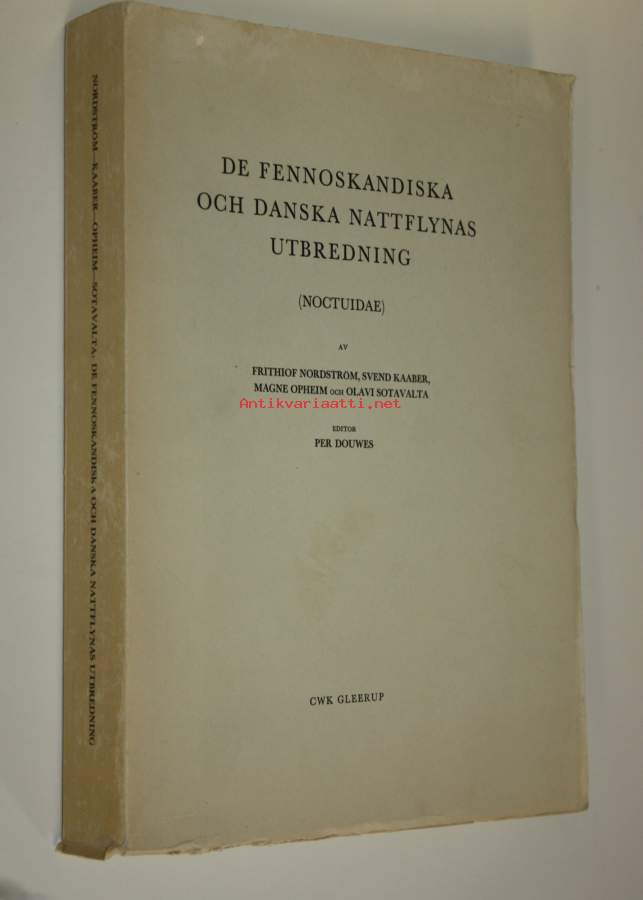 DE FENNOSKANDISKA
OCH DANSKA NATTFLYNAS
UTBREDNING
(NOCTUIDAE)
AV
FRITHIOF NORDSTRÖM, SVEND KAABER,
MAGNE OPHEIM OCH OLAVI SOTAVALTA
Antikvariaatti.net
EDITOR
PER DOUWES
CWK GLEERUP
NORDSTRÖM—KAABER—OPHEIM—SOTAVALTA: DE FENNOSKANDISKA OCH DANSKA NATTFLYNAS UTBREDNING